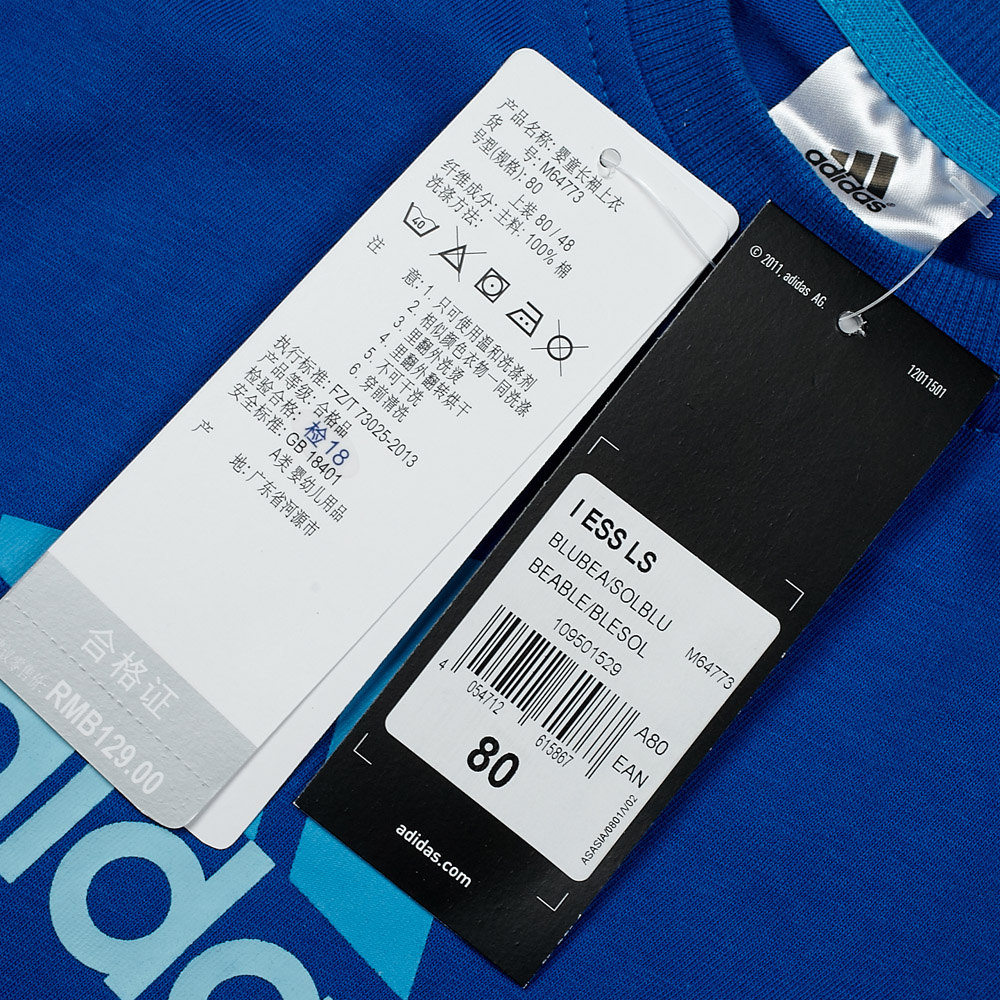 产品名称: 婴童长袖上衣
货 号: M64773
号型(规格): 80 上装 80 / 48
纤维成分: 主料: 100% 棉
洗涤方法:
40
注 意: 1. 只可使用温和洗涤剂
2. 相似颜色衣物一同洗涤
3. 里翻外洗烫
4. 里翻外翻转烘干
5. 不可干洗
6. 穿前清洗
执行标准: FZ/T 73025-2013
产品等级: 合格品
检验合格: 检18
安全标准: GB 18401
A类 婴幼儿用品
产 地: 广东省河源市
合格证
RMB129.00
adidas
© 2011. adidas AG.
12011501
I ESS LS
BLUBEA/SOLBLU
BEABLE/BLESOL
109501529
M64773
4 054712 615867
A80
EAN
80
ASASIA/0801/V02
adidas.com
adidas